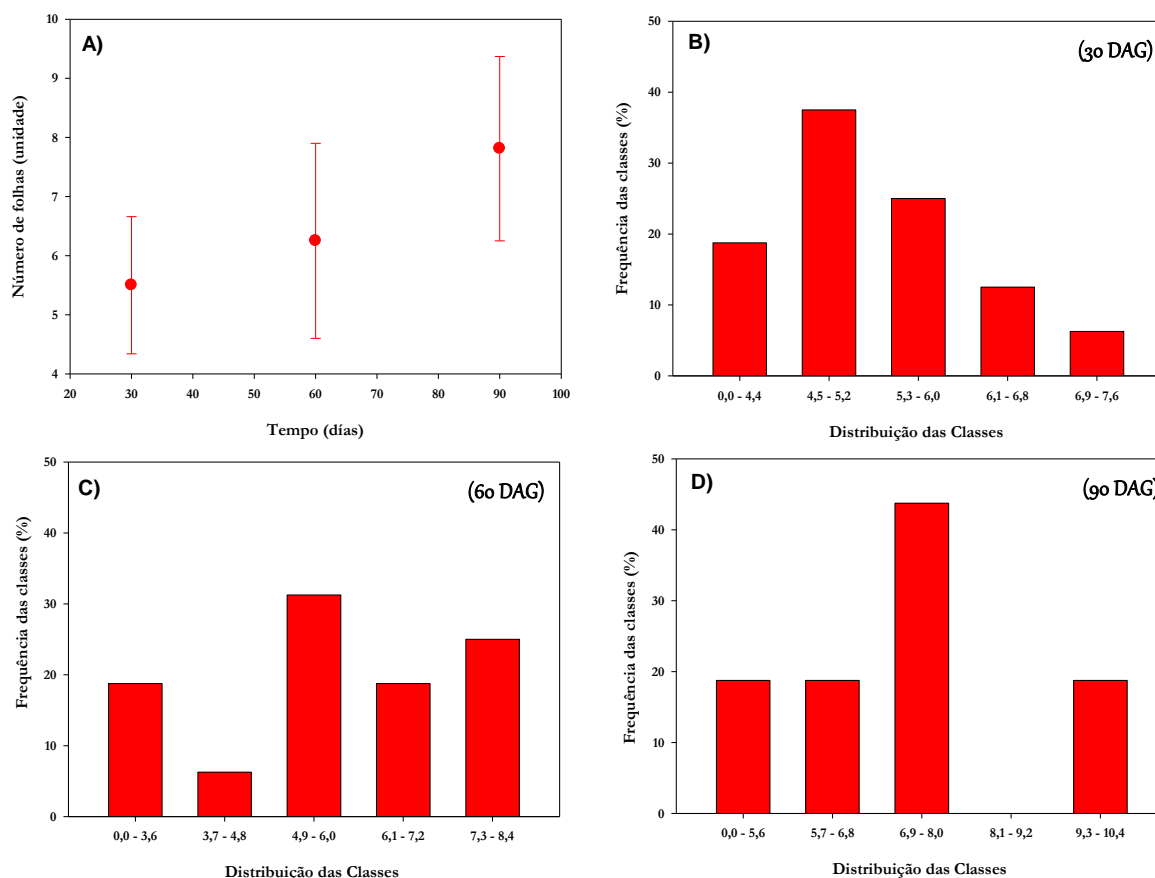 A)
Número de folhas (unidade)
10
9
8
7
6
5
4
20 30 40 50 60 70 80 90 100
Tempo (días)
B)
(30 DAG)
Frequência das classes (%)
50
40
30
20
10
0
0,0 - 4,4 4,5 - 5,2 5,3 - 6,0 6,1 - 6,8 6,9 - 7,6
Distribuição das Classes
C)
(60 DAG)
Frequência das classes (%)
50
40
30
20
10
0
0,0 - 3,6 3,7 - 4,8 4,9 - 6,0 6,1 - 7,2 7,3 - 8,4
Distribuição das Classes
D)
(90 DAG)
Frequência das classes (%)
50
40
30
20
10
0
0,0 - 5,6 5,7 - 6,8 6,9 - 8,0 8,1 - 9,2 9,3 - 10,4
Distribuição das Classes